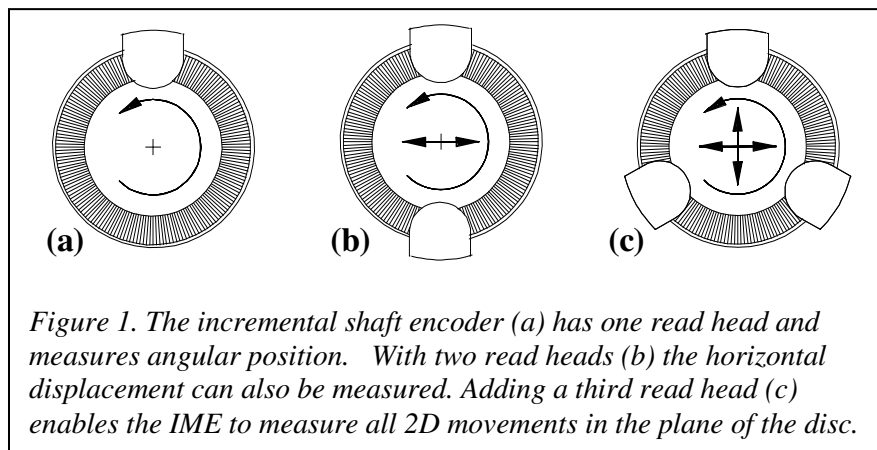 (a)
(b)
(c)
Figure 1. The incremental shaft encoder (a) has one read head and
measures angular position. With two read heads (b) the horizontal
displacement can also be measured. Adding a third read head (c)
enables the IME to measure all 2D movements in the plane of the disc.